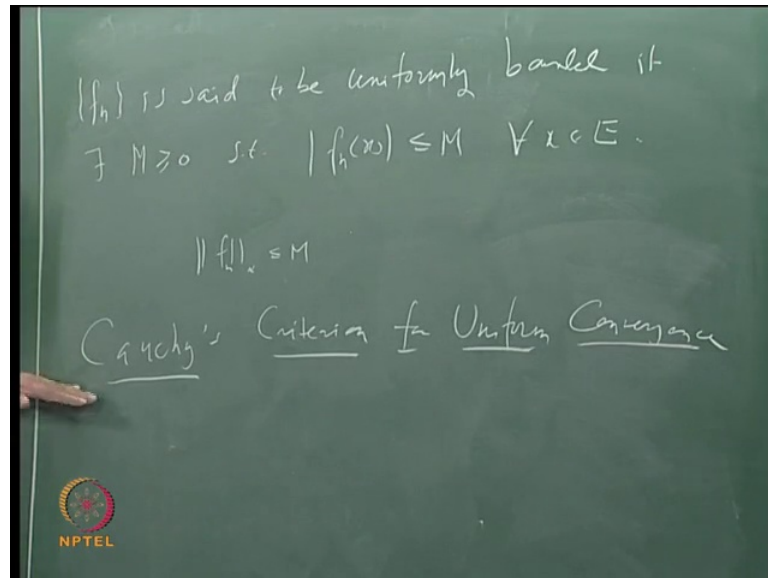 {fn} is said to be uniformly bounded if
∃ M ≥ 0 s.t. |fn(x)| ≤ M ∀ x ∈ E.
||fn||∞ ≤ M
Cauchy's Criterion for Uniform Convergence
NPTEL